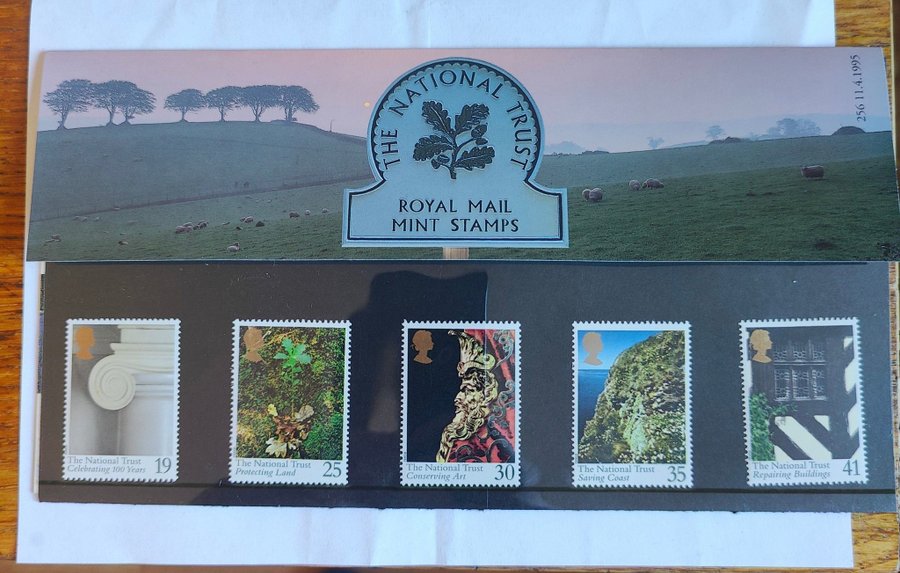 256 11.4.1995
THE NATIONAL TRUST
ROYAL MAIL
MINT STAMPS
The National Trust
Celebrating 100 Years
19
The National Trust
Protecting Land
25
The National Trust
Conserving Art
30
The National Trust
Saving Coast
35
The National Trust
Repairing Buildings
41